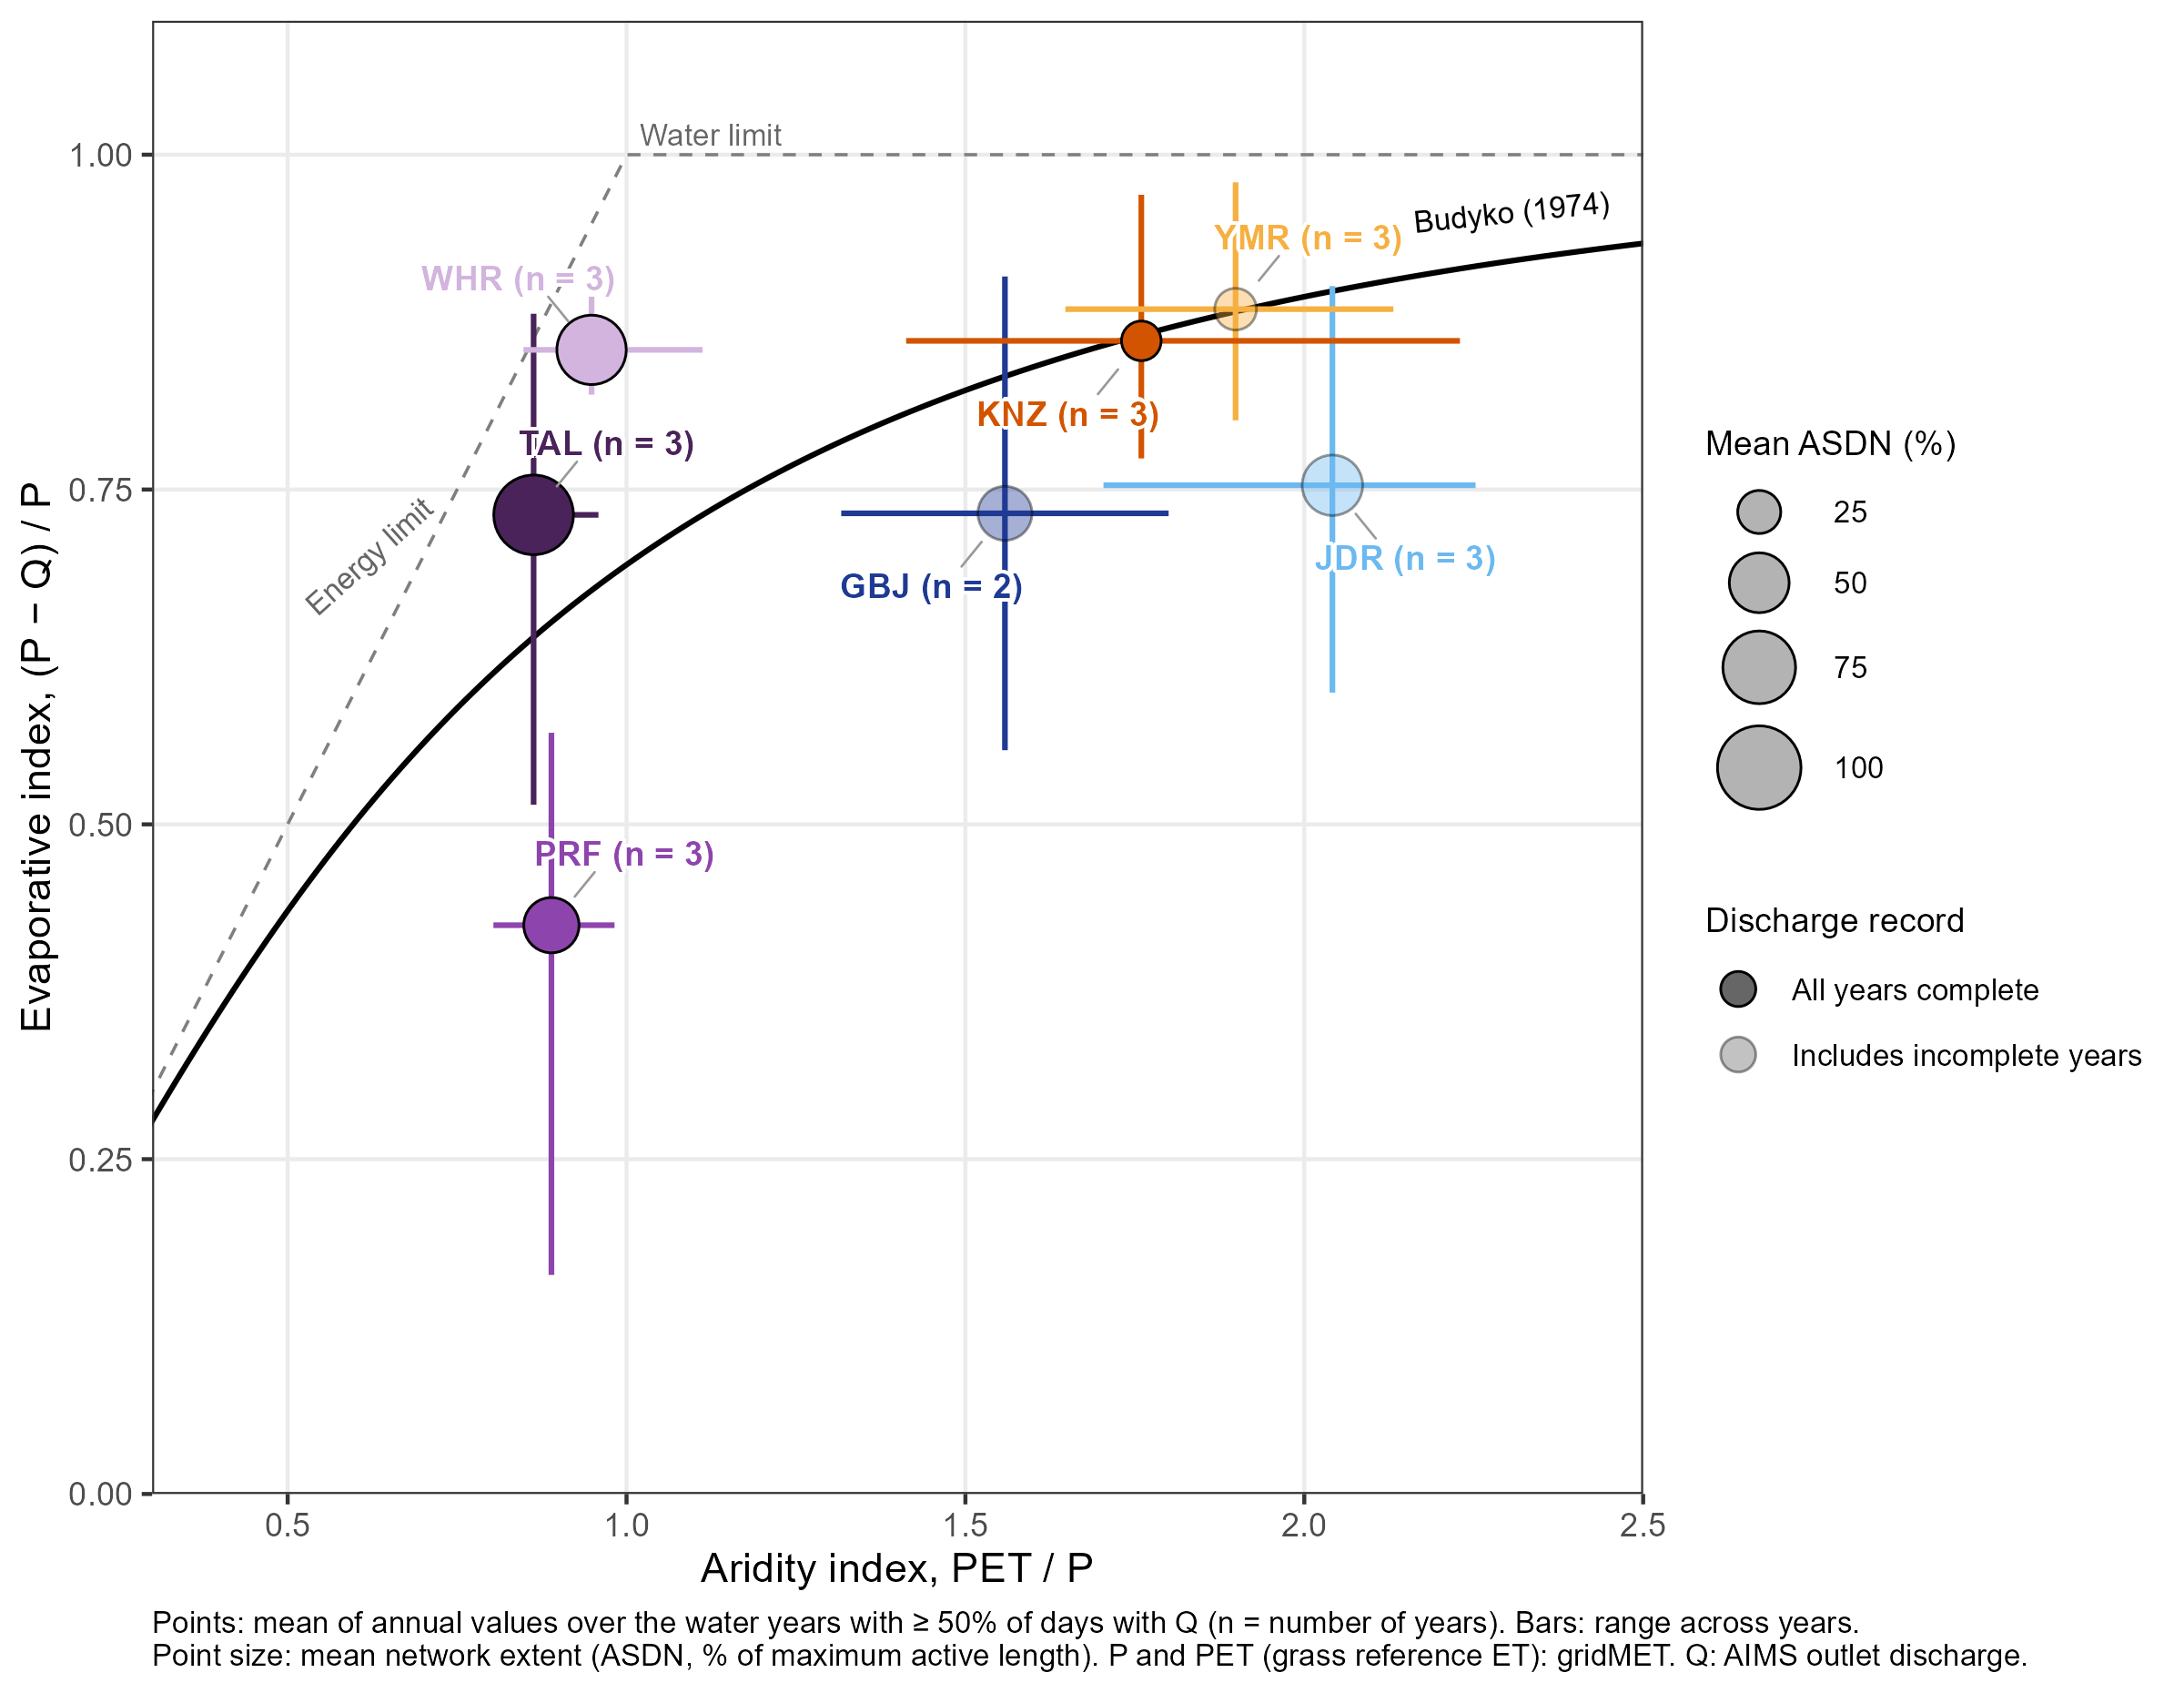 Water limit
Budyko (1974)
YMR (n = 3)
WHR (n = 3)
KNZ (n = 3)
TAL (n = 3)
Energy limit
JDR (n = 3)
GBJ (n = 2)
PRF (n = 3)
1.00
0.75
0.50
0.25
0.00
Evaporative index, (P − Q) / P
0.5
1.0
1.5
2.0
2.5
Aridity index, PET / P
Mean ASDN (%)
25
50
75
100
Discharge record
All years complete
Includes incomplete years
Points: mean of annual values over the water years with ≥ 50% of days with Q (n = number of years). Bars: range across years.
Point size: mean network extent (ASDN, % of maximum active length). P and PET (grass reference ET): gridMET. Q: AIMS outlet discharge.